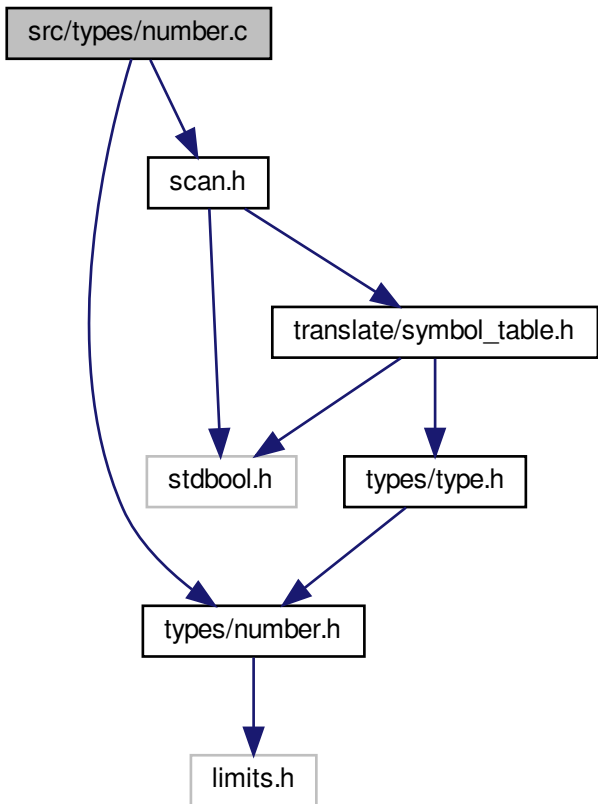 src/types/number.c
scan.h
translate/symbol_table.h
stdbool.h
types/type.h
types/number.h
limits.h